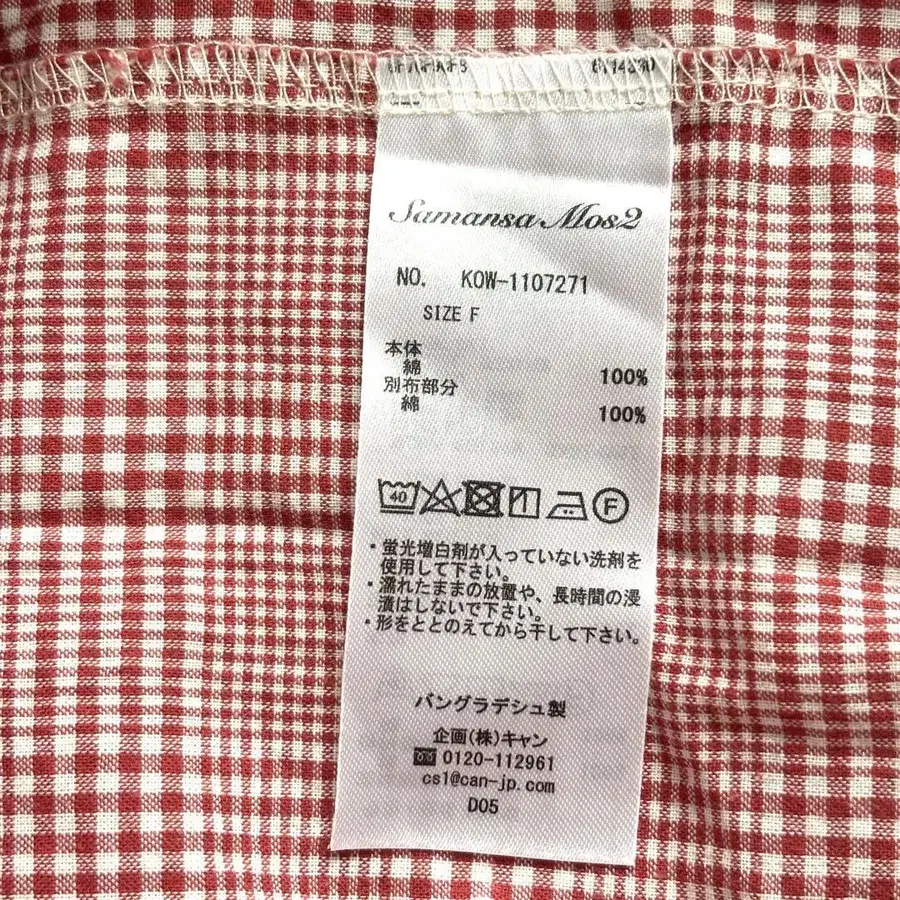 Samansa Mos2
NO. KOW-1107271
SIZE F
本体
綿 100%
別布部分
綿 100%
40
F
・蛍光増白剤が入っていない洗剤を
使用して下さい。
・濡れたままの放置や、長時間の浸
漬はしないで下さい。
・形をととのえてから干して下さい。
バングラデシュ製
企画(株)キャン
0120-112961
cs1@can-jp.com
D05